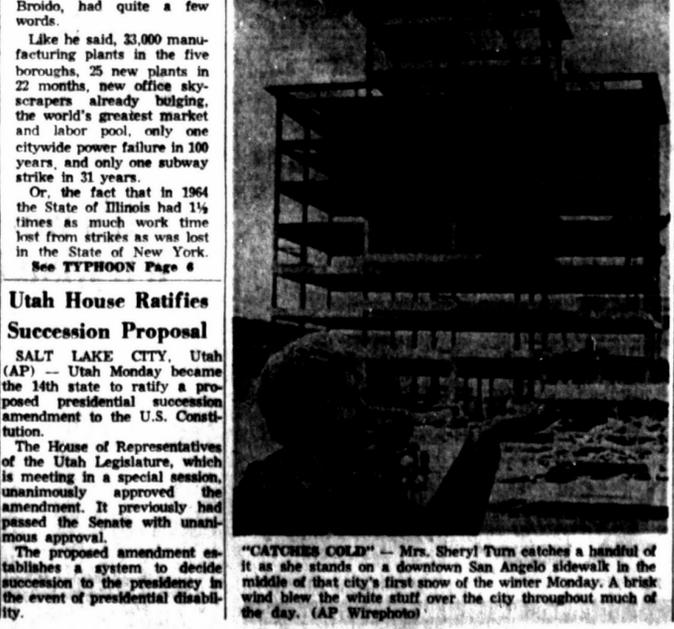 Broido, had quite a few
words.
Like he said, 33,000 manu-
facturing plants in the five
boroughs, 25 new plants in
22 months, new office sky-
scrapers already bulging,
the world's greatest market
and labor pool, only one
citywide power failure in 100
years, and only one subway
strike in 31 years.
Or, the fact that in 1964
the State of Illinois had 1½
times as much work time
lost from strikes as was lost
in the State of New York.
See TYPHOON Page 6
Utah House Ratifies
Succession Proposal
SALT LAKE CITY, Utah
(AP) — Utah Monday became
the 14th state to ratify a pro-
posed presidential succession
amendment to the U.S. Consti-
tution.
The House of Representatives
of the Utah Legislature, which
is meeting in a special session,
unanimously approved the
amendment. It previously had
passed the Senate with unani-
mous approval.
The proposed amendment es-
tablishes a system to decide
succession to the presidency in
the event of presidential disabil-
ity.
"CATCHES COLD" — Mrs. Sheryl Turn catches a handful of
it as she stands on a downtown San Angelo sidewalk in the
middle of that city's first snow of the winter Monday. A brisk
wind blew the white stuff over the city throughout much of
the day. (AP Wirephoto)